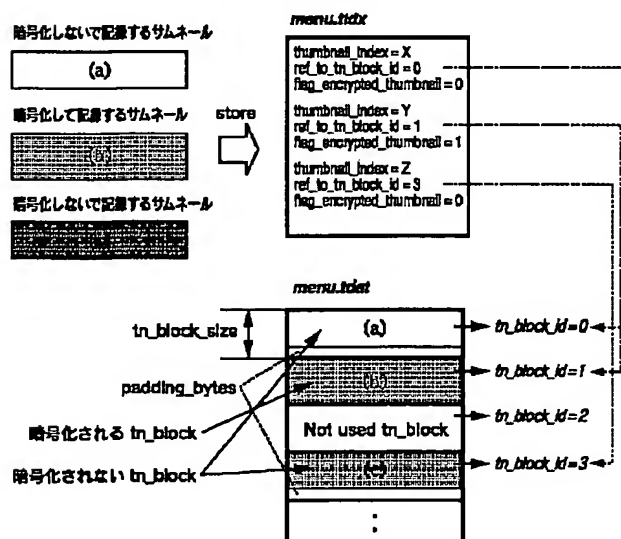 暗号化しないで記録するサムネール
(a)
暗号化して記録するサムネール
(b)
暗号化しないで記録するサムネール
store
menu.tidx
thumbnail_index = X
ref_to_tn_block_id = 0
flag_encrypted_thumbnail = 0
thumbnail_index = Y
ref_to_tn_block_id = 1
flag_encrypted_thumbnail = 1
thumbnail_index = Z
ref_to_tn_block_id = 3
flag_encrypted_thumbnail = 0
menu.tdat
tn_block_size
(a)
tn_block_id=0
padding_bytes
(b)
tn_block_id=1
暗号化される tn_block
Not used tn_block
tn_block_id=2
暗号化されない tn_block
(c)
tn_block_id=3
: